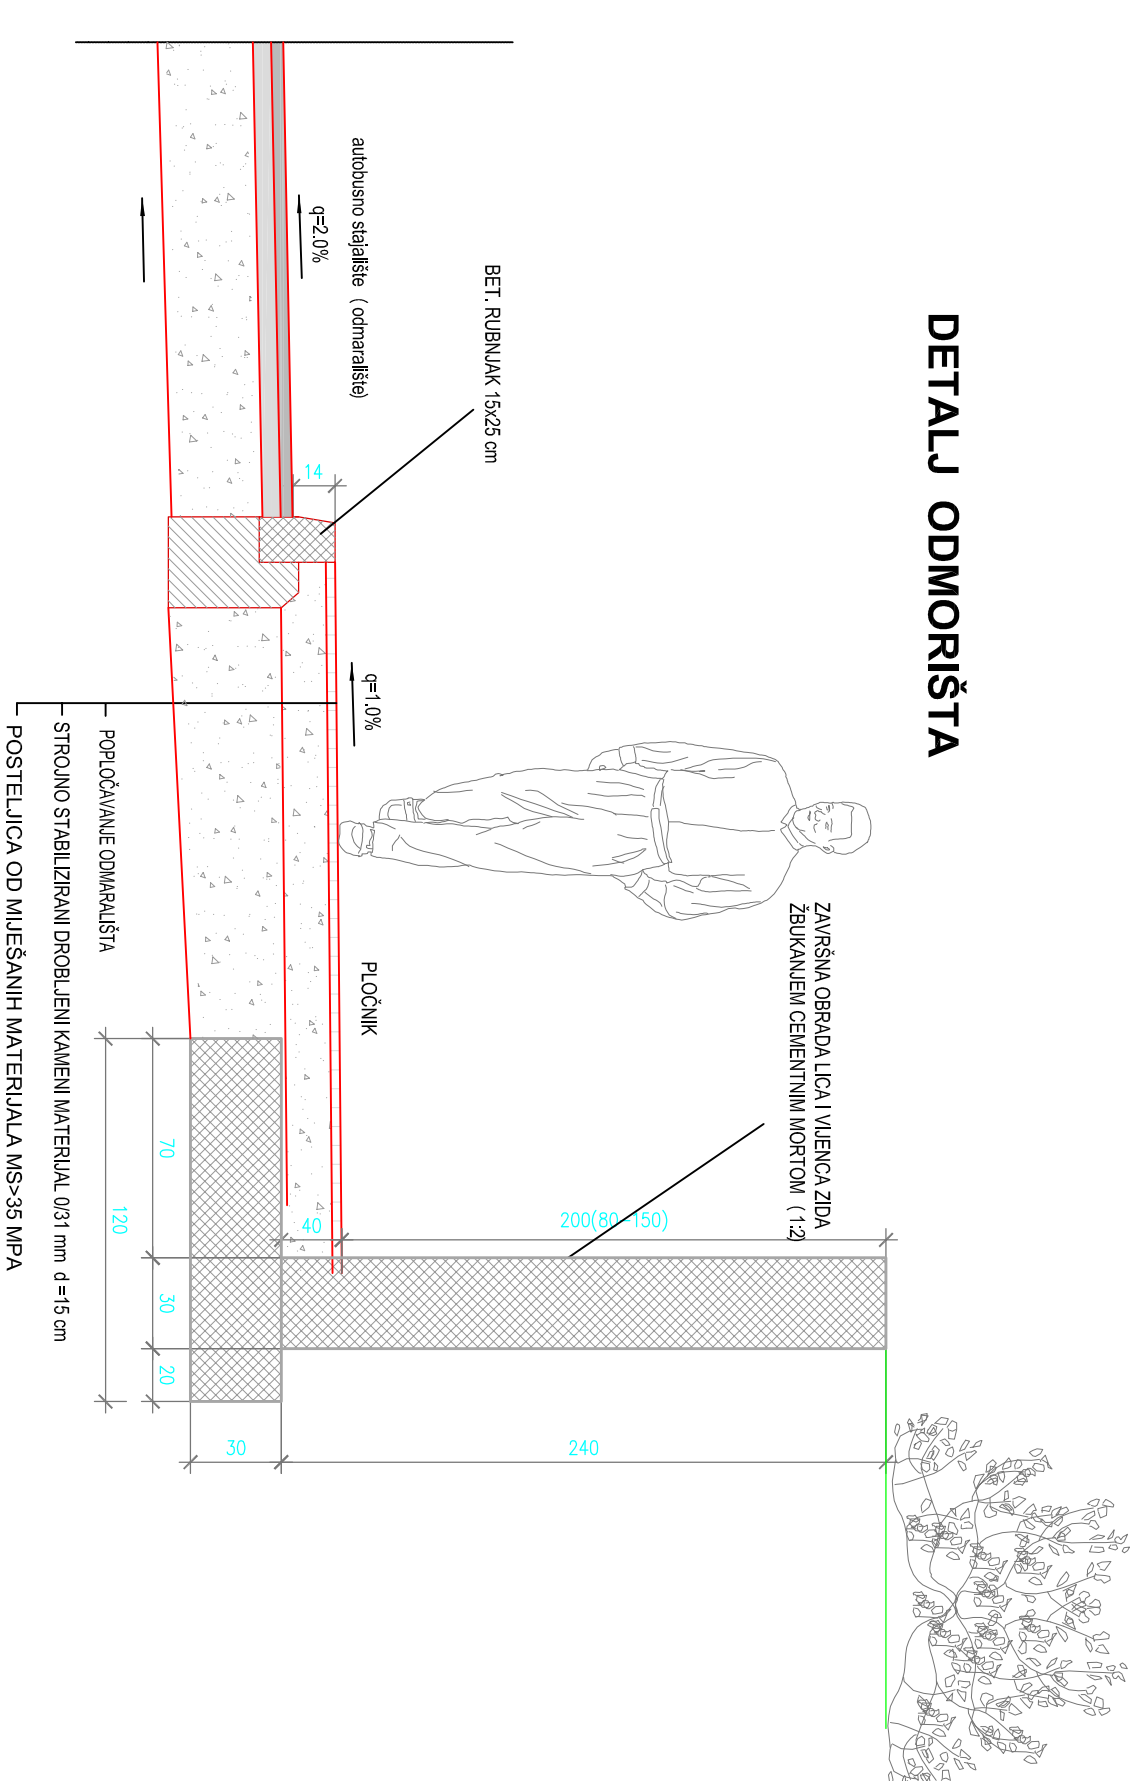 DETALJ ODMORIŠTA
BET. RUBNJAK 15x25 cm
autobusno stajalište ( odmaralište)
q=2.0%
14
q=1.0%
PLOČNIK
ZAVRŠNA OBRADA LICA I VIJENCA ZIDA
ŽBUKANJEM CEMENTNIM MORTOM ( 1:2)
200(80-150)
40
240
30
70
30
20
120
POPLOČAVANJE ODMARALIŠTA
STROJNO STABILIZIRANI DROBLJENI KAMENI MATERIJAL 0/31 mm d =15 cm
POSTELJICA OD MIJEŠANIH MATERIJALA MS>35 MPA